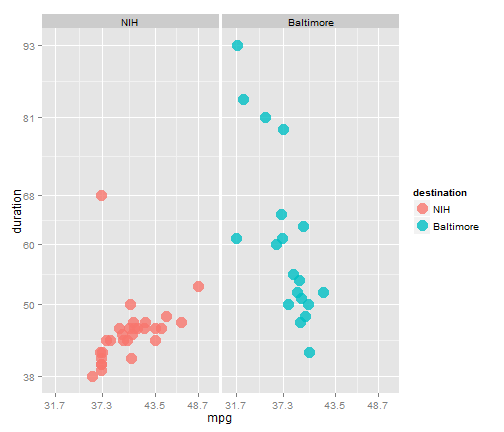 NIH Baltimore
93
81
68
60
50
38
duration
31.7 37.3 43.5 48.7 31.7 37.3 43.5 48.7
mpg
destination
NIH
Baltimore